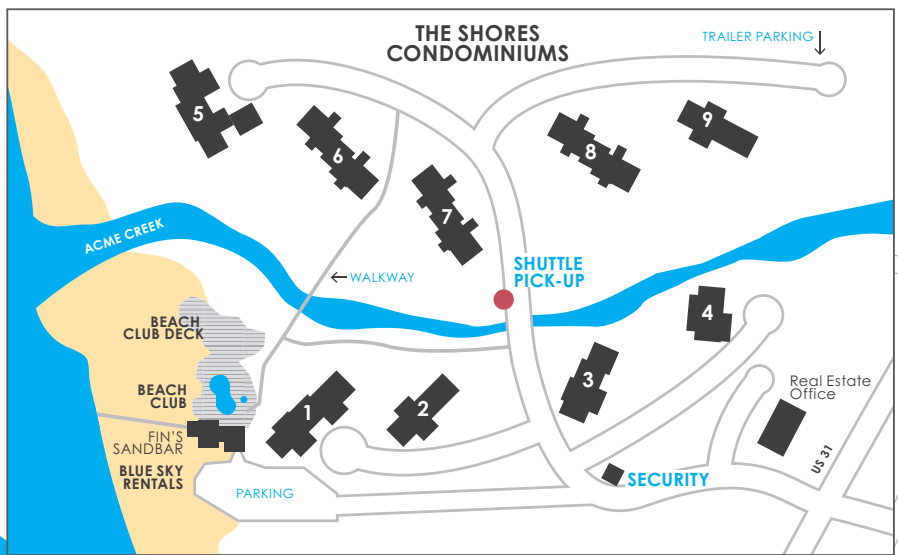 THE SHORES
CONDOMINIUMS
TRAILER PARKING
5
6
7
8
9
ACME CREEK
WALKWAY
SHUTTLE
PICK-UP
BEACH
CLUB DECK
4
3
BEACH
CLUB
1
2
Real Estate
Office
FIN'S
SANDBAR
US 31
BLUE SKY
RENTALS
PARKING
SECURITY